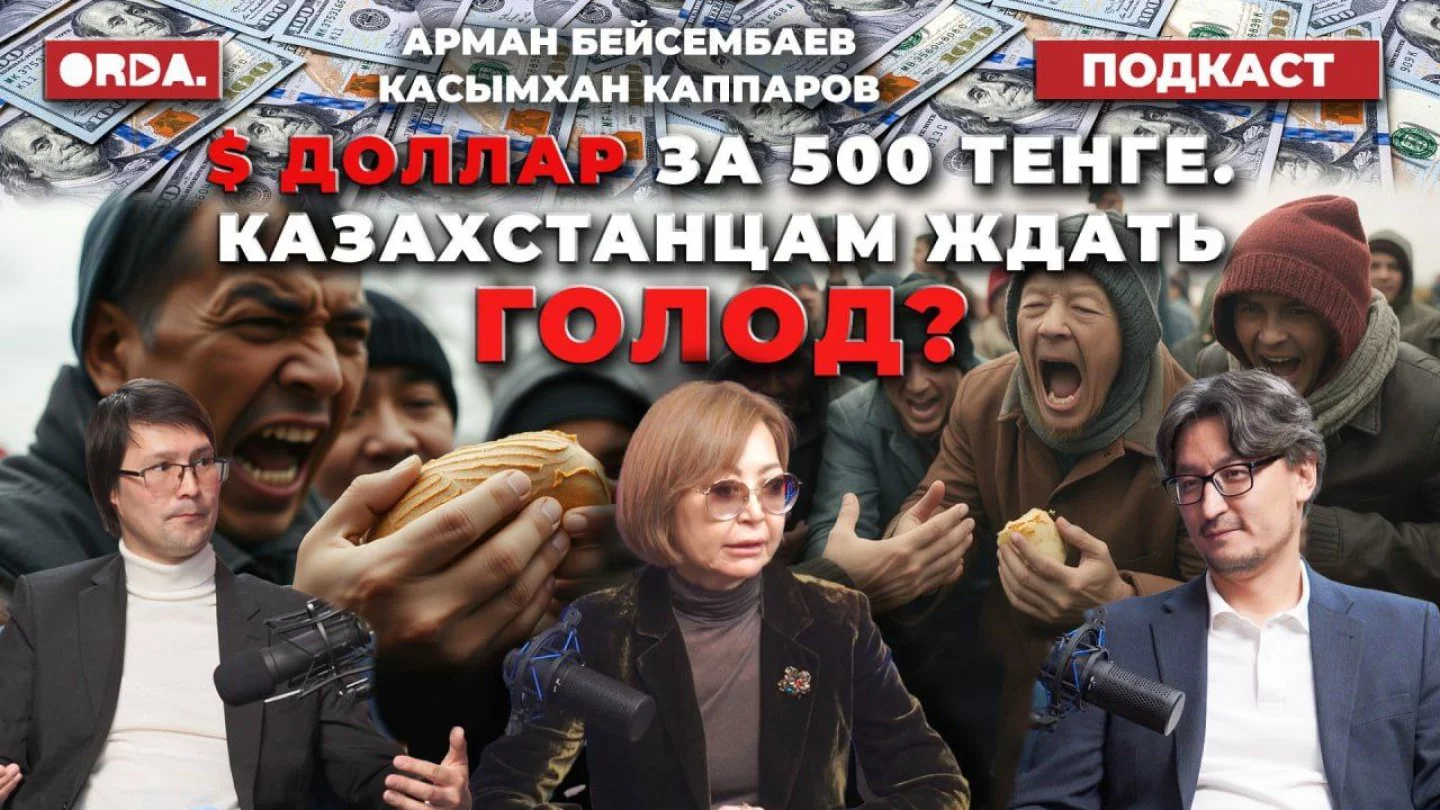 ORDA.
АРМАН БЕЙСЕМБАЕВ
КАСЫМХАН КАППАРОВ
ПОДКАСТ
$ ДОЛЛАР ЗА 500 ТЕНГЕ.
КАЗАХСТАНЦАМ ЖДАТЬ
ГОЛОД?